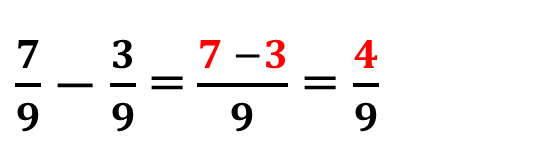 7/9 − 3/9 = 7 − 3/9 = 4/9